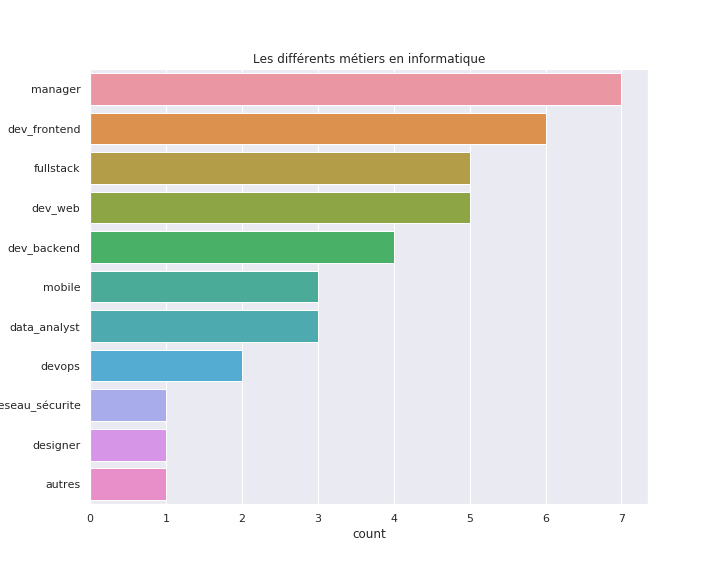 Les différents métiers en informatique
manager
dev_frontend
fullstack
dev_web
dev_backend
mobile
data_analyst
devops
eseau_sécurite
designer
autres
0 1 2 3 4 5 6 7
count